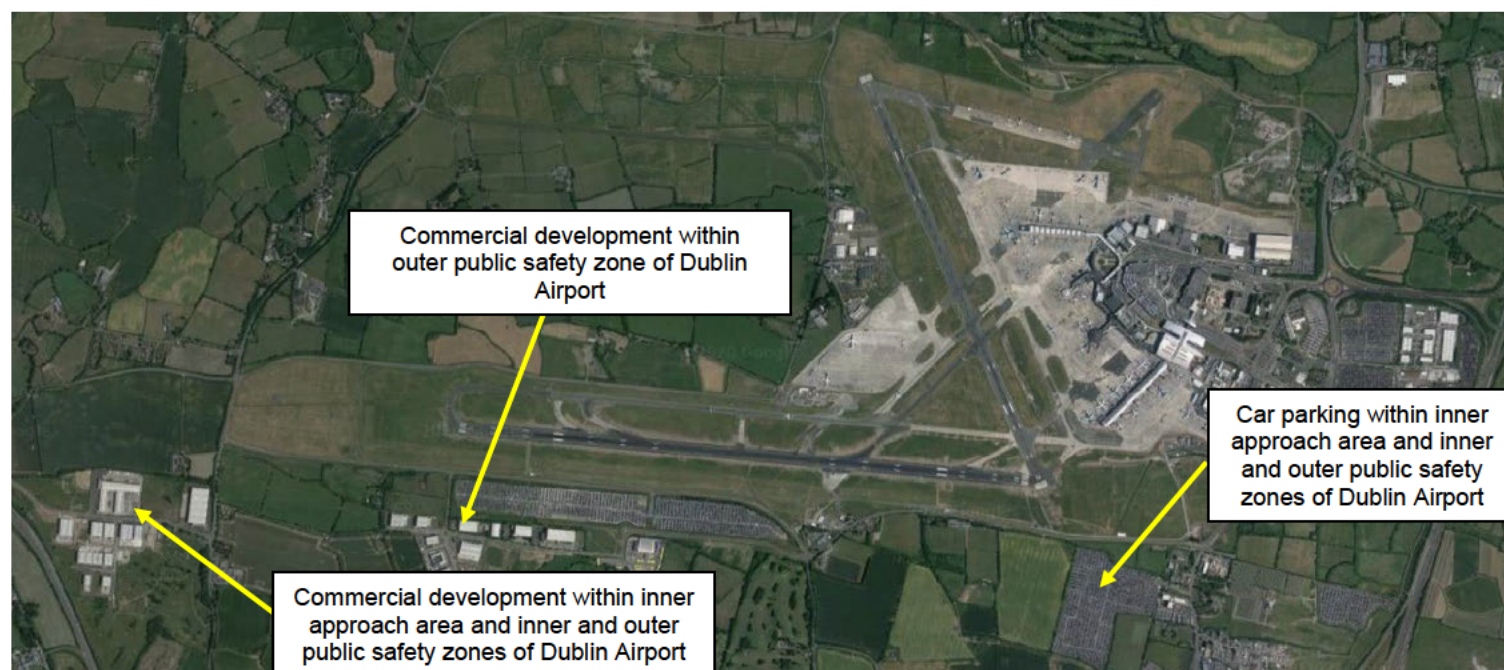 Commercial development within
outer public safety zone of Dublin
Airport
Car parking within inner
approach area and inner
and outer public safety
zones of Dublin Airport
Commercial development within inner
approach area and inner and outer
public safety zones of Dublin Airport